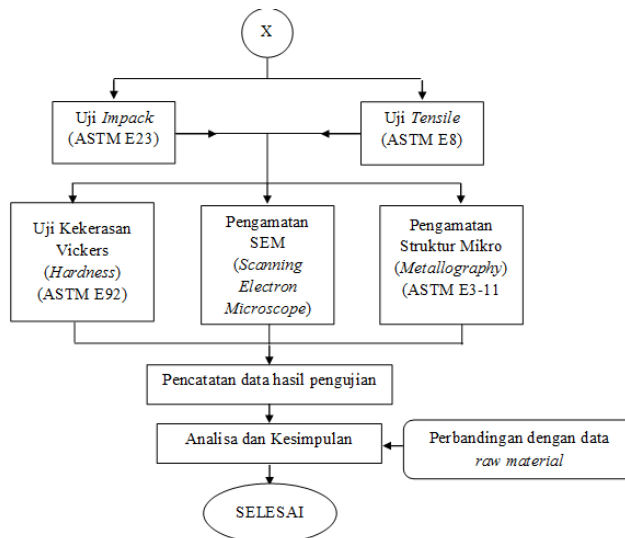 X
Uji Impack
(ASTM E23)
Uji Tensile
(ASTM E8)
Uji Kekerasan
Vickers
(Hardness)
(ASTM E92)
Pengamatan
SEM
(Scanning
Electron
Microscope)
Pengamatan
Struktur Mikro
(Metallography)
(ASTM E3-11
Pencatatan data hasil pengujian
Analisa dan Kesimpulan
Perbandingan dengan data
raw material
SELESAI